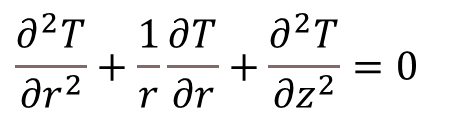 ∂²T/∂r² + 1/r ∂T/∂r + ∂²T/∂z² = 0